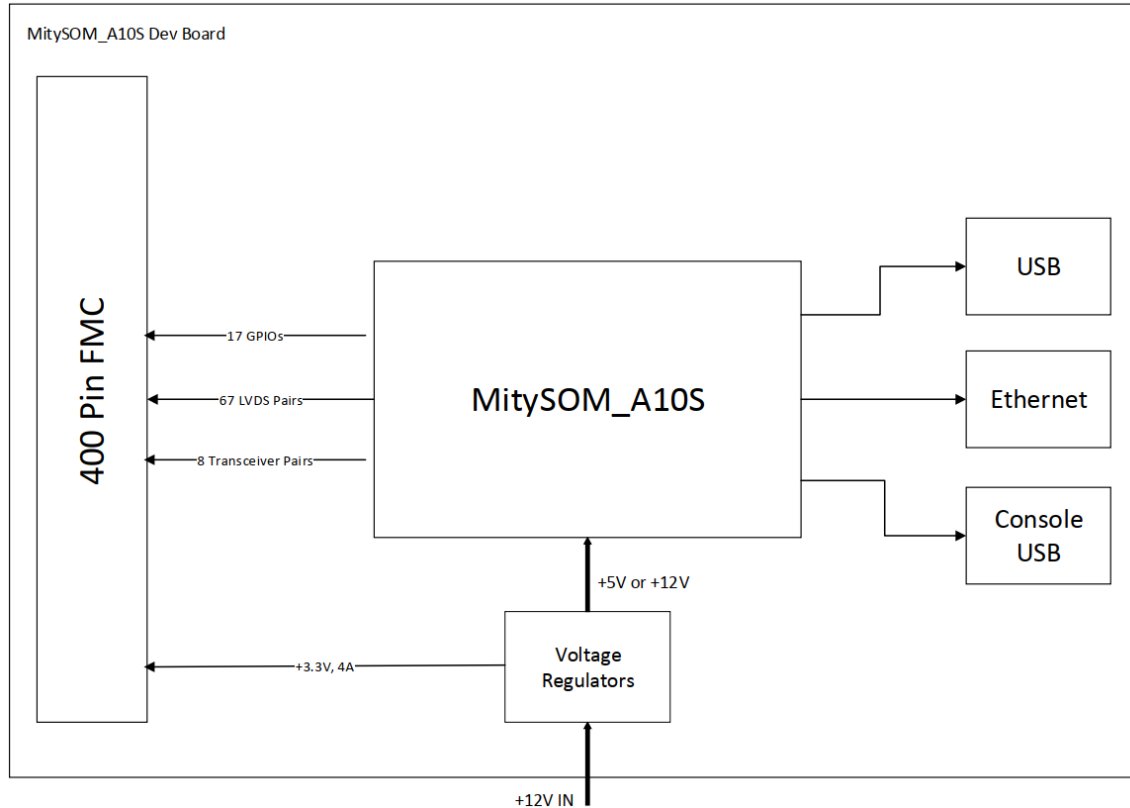 MitySOM_A10S Dev Board
400 Pin FMC
17 GPIOs
67 LVDS Pairs
8 Transceiver Pairs
MitySOM_A10S
USB
Ethernet
Console
USB
+5V or +12V
Voltage
Regulators
+3.3V, 4A
+12V IN